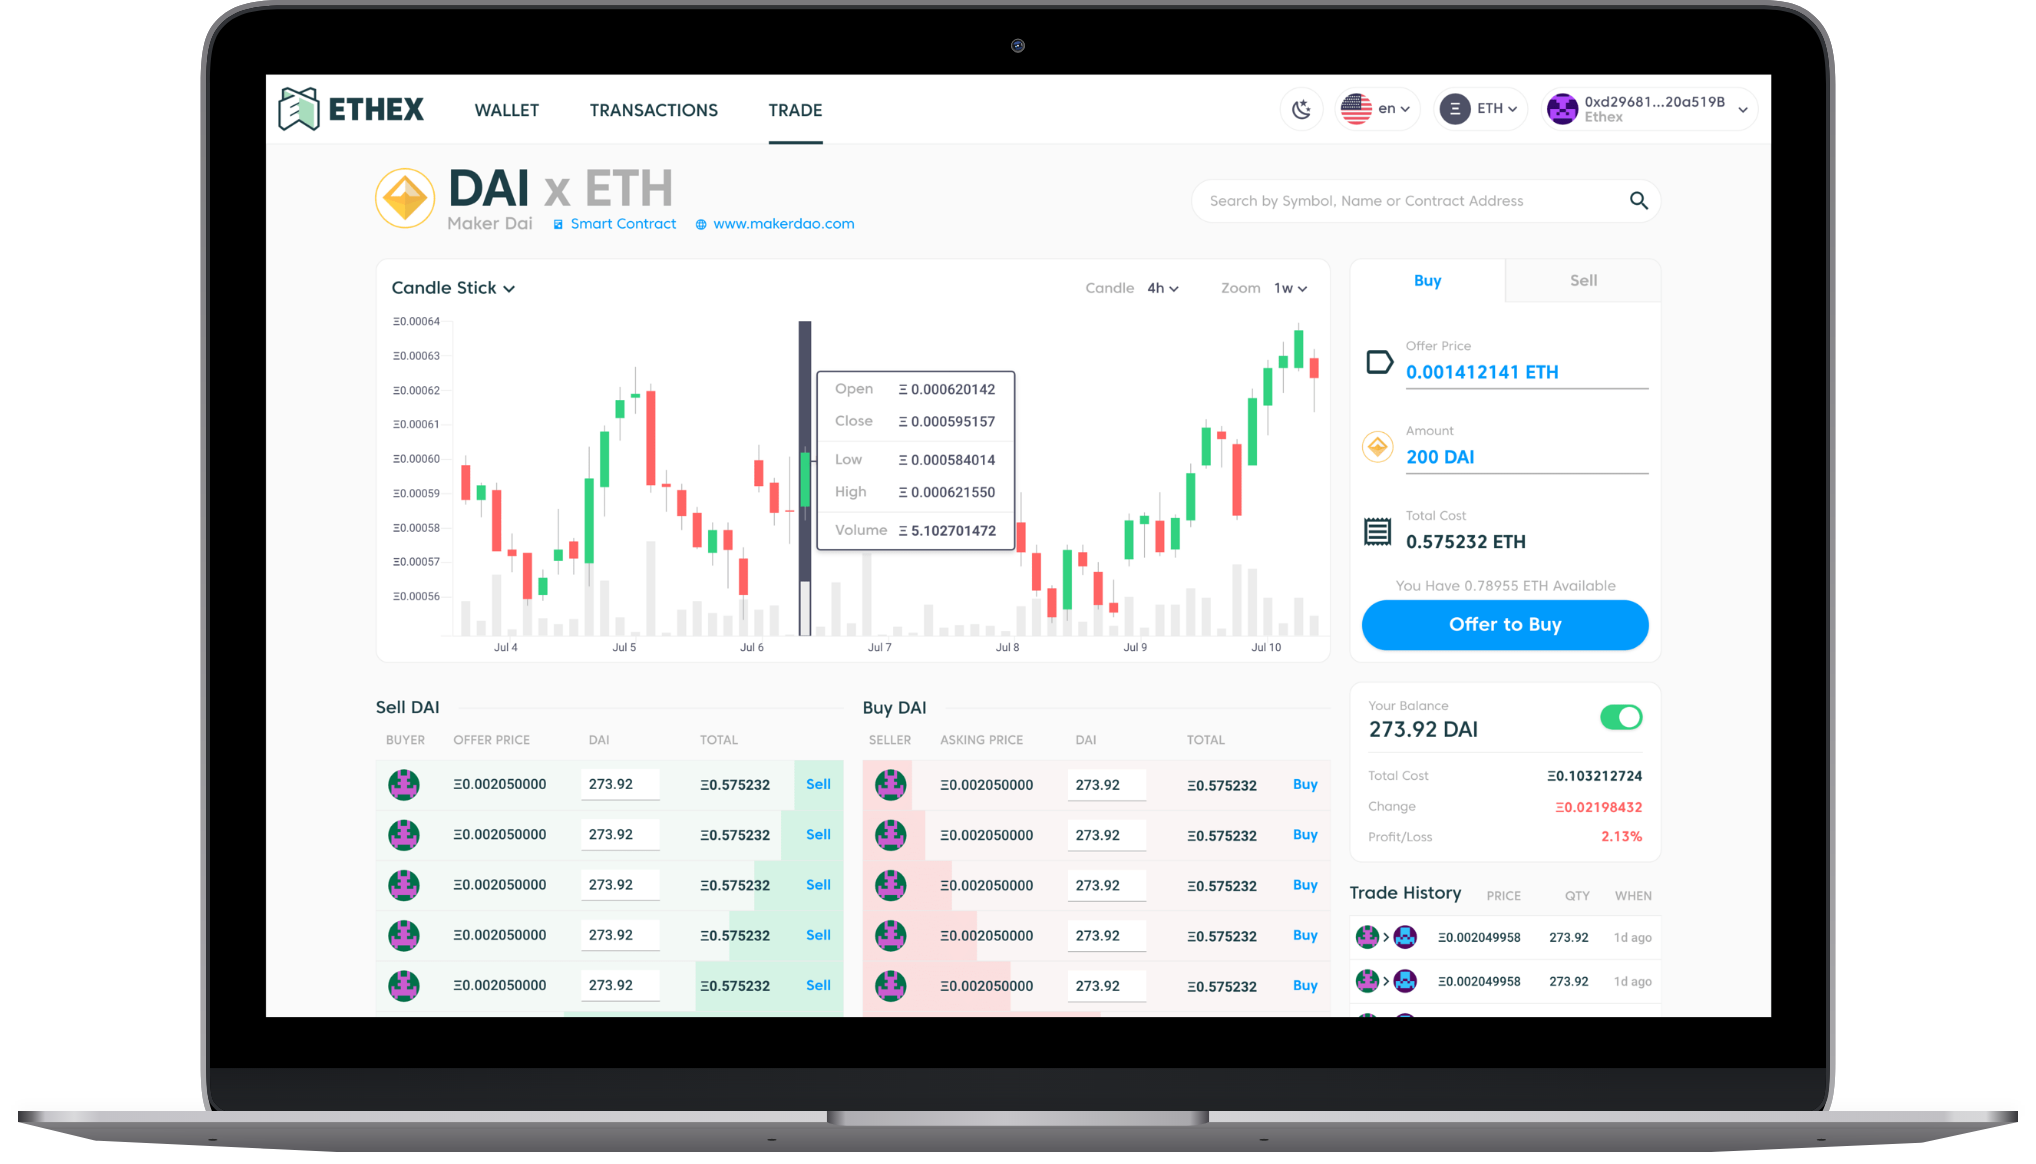 ETHEX WALLET TRANSACTIONS TRADE en ETH 0xd29681...20a519B
Ethex
DAI x ETH
Maker Dai Smart Contract www.makerdao.com
Search by Symbol, Name or Contract Address
Candle Stick Candle 4h Zoom 1w
Ξ0.00064
Ξ0.00063
Ξ0.00062
Ξ0.00061
Ξ0.00060
Ξ0.00059
Ξ0.00058
Ξ0.00057
Ξ0.00056
Open Ξ 0.000620142
Close Ξ 0.000595157
Low Ξ 0.000584014
High Ξ 0.000621550
Volume Ξ 5.102701472
Jul 4 Jul 5 Jul 6 Jul 7 Jul 8 Jul 9 Jul 10
Buy Sell
Offer Price
0.001412141 ETH
Amount
200 DAI
Total Cost
0.575232 ETH
You Have 0.78955 ETH Available
Offer to Buy
Sell DAI
BUYER OFFER PRICE DAI TOTAL
Ξ0.002050000 273.92 Ξ0.575232 Sell
Ξ0.002050000 273.92 Ξ0.575232 Sell
Ξ0.002050000 273.92 Ξ0.575232 Sell
Ξ0.002050000 273.92 Ξ0.575232 Sell
Ξ0.002050000 273.92 Ξ0.575232 Sell
Buy DAI
SELLER ASKING PRICE DAI TOTAL
Ξ0.002050000 273.92 Ξ0.575232 Buy
Ξ0.002050000 273.92 Ξ0.575232 Buy
Ξ0.002050000 273.92 Ξ0.575232 Buy
Ξ0.002050000 273.92 Ξ0.575232 Buy
Ξ0.002050000 273.92 Ξ0.575232 Buy
Your Balance
273.92 DAI
Total Cost Ξ0.103212724
Change Ξ0.02198432
Profit/Loss 2.13%
Trade History PRICE QTY WHEN
> Ξ0.002049958 273.92 1d ago
> Ξ0.002049958 273.92 1d ago